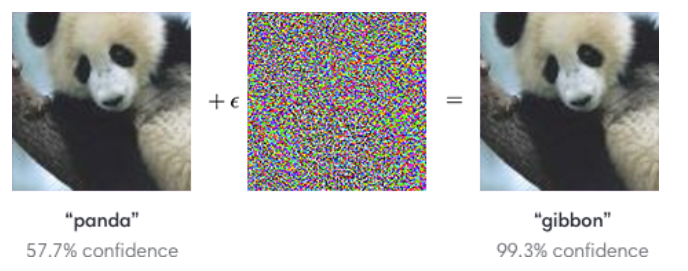 + ϵ =
“panda” “gibbon”
57.7% confidence 99.3% confidence